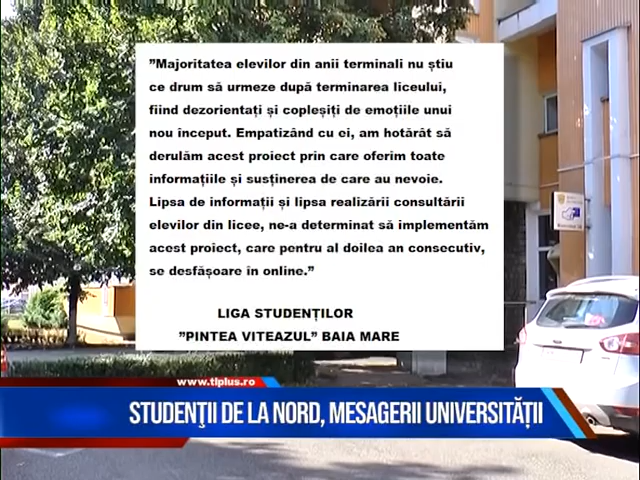 ”Majoritatea elevilor din anii terminali nu știu
ce drum să urmeze după terminarea liceului,
fiind dezorientați și copleșiți de emoțiile unui
nou început. Empatizând cu ei, am hotărât să
derulăm acest proiect prin care oferim toate
informațiile și susținerea de care au nevoie.
Lipsa de informații și lipsa realizării consultării
elevilor din licee, ne-a determinat să implementăm
acest proiect, care pentru al doilea an consecutiv,
se desfășoare în online.”
LIGA STUDENȚILOR
”PINTEA VITEAZUL” BAIA MARE
www.tlplus.ro
STUDENŢII DE LA NORD, MESAGERII UNIVERSITĂȚII